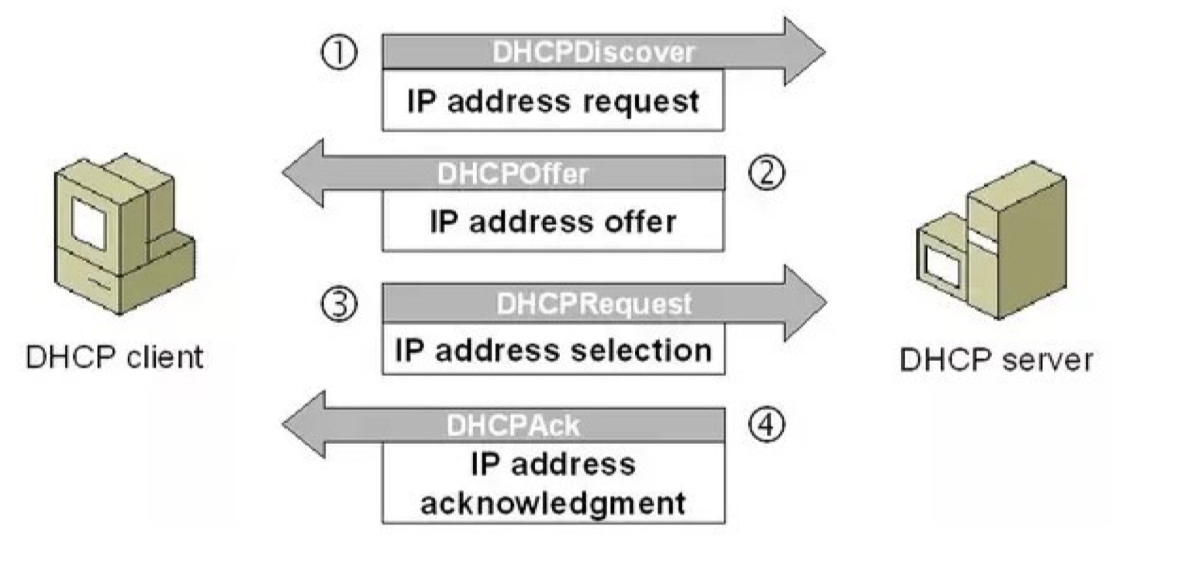 ① DHCPDiscover
IP address request
DHCPOffer ②
IP address offer
③ DHCPRequest
IP address selection
DHCP client
DHCP server
DHCPAck ④
IP address
acknowledgment